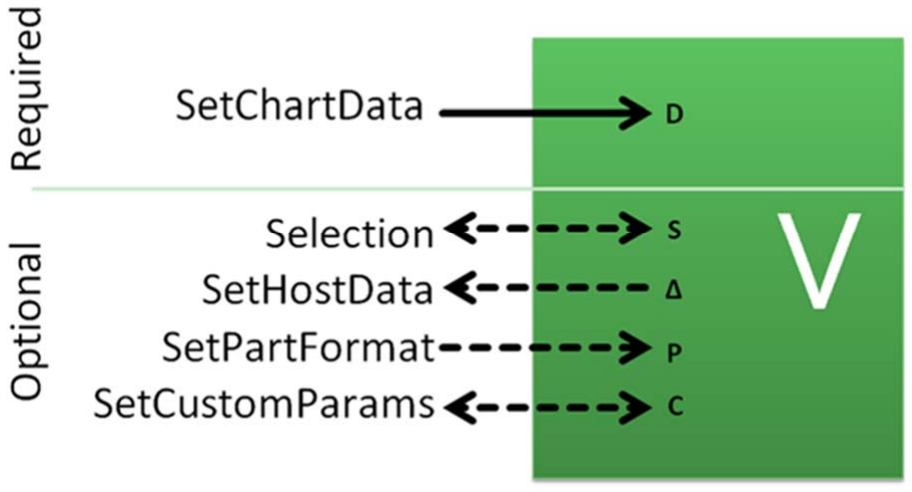 Required
SetChartData D
Optional
Selection S
SetHostData Δ
SetPartFormat P
SetCustomParams C
V